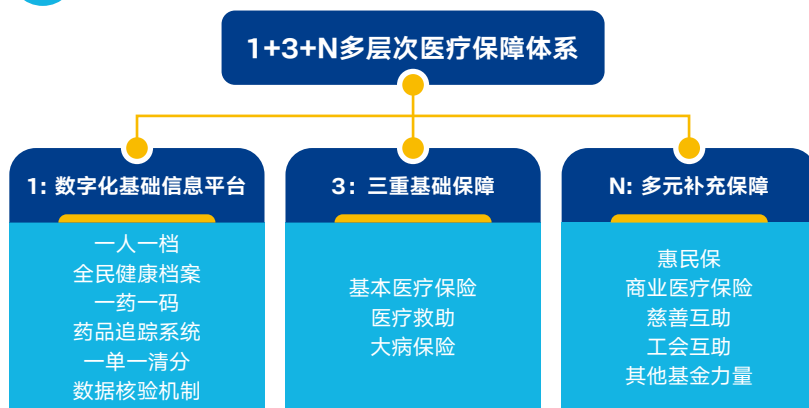 1+3+N多层次医疗保障体系
1: 数字化基础信息平台
一人一档
全民健康档案
一药一码
药品追踪系统
一单一清分
数据核验机制
3：三重基础保障
基本医疗保险
医疗救助
大病保险
N: 多元补充保障
惠民保
商业医疗保险
慈善互助
工会互助
其他基金力量